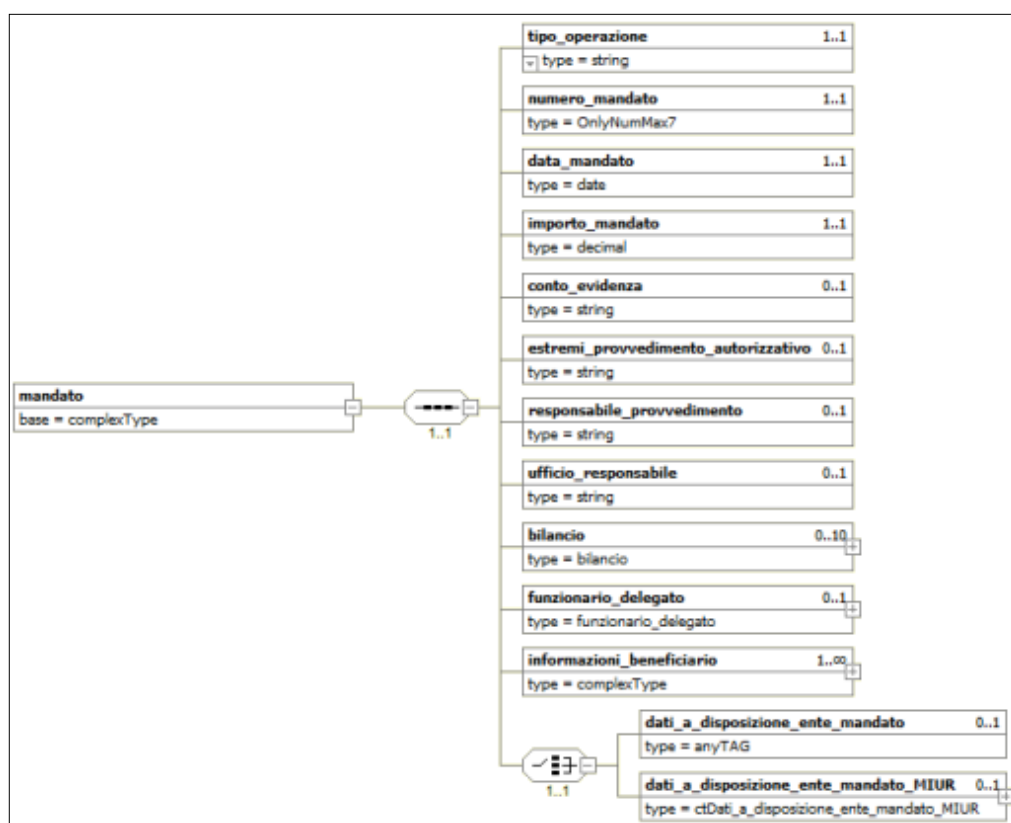 tipo_operazione 1..1
type = string
numero_mandato 1..1
type = OnlyNumMax7
data_mandato 1..1
type = date
importo_mandato 1..1
type = decimal
conto_evidenza 0..1
type = string
estremi_provvedimento_autorizzativo 0..1
type = string
mandato
base = complexType
1..1
responsabile_provvedimento 0..1
type = string
ufficio_responsabile 0..1
type = string
bilancio 0..10
type = bilancio
funzionario_delegato 0..1
type = funzionario_delegato
informazioni_beneficiario 1..∞
type = complexType
1..1
dati_a_disposizione_ente_mandato 0..1
type = anyTAG
dati_a_disposizione_ente_mandato_MIUR 0..1
type = ctDati_a_disposizione_ente_mandato_MIUR